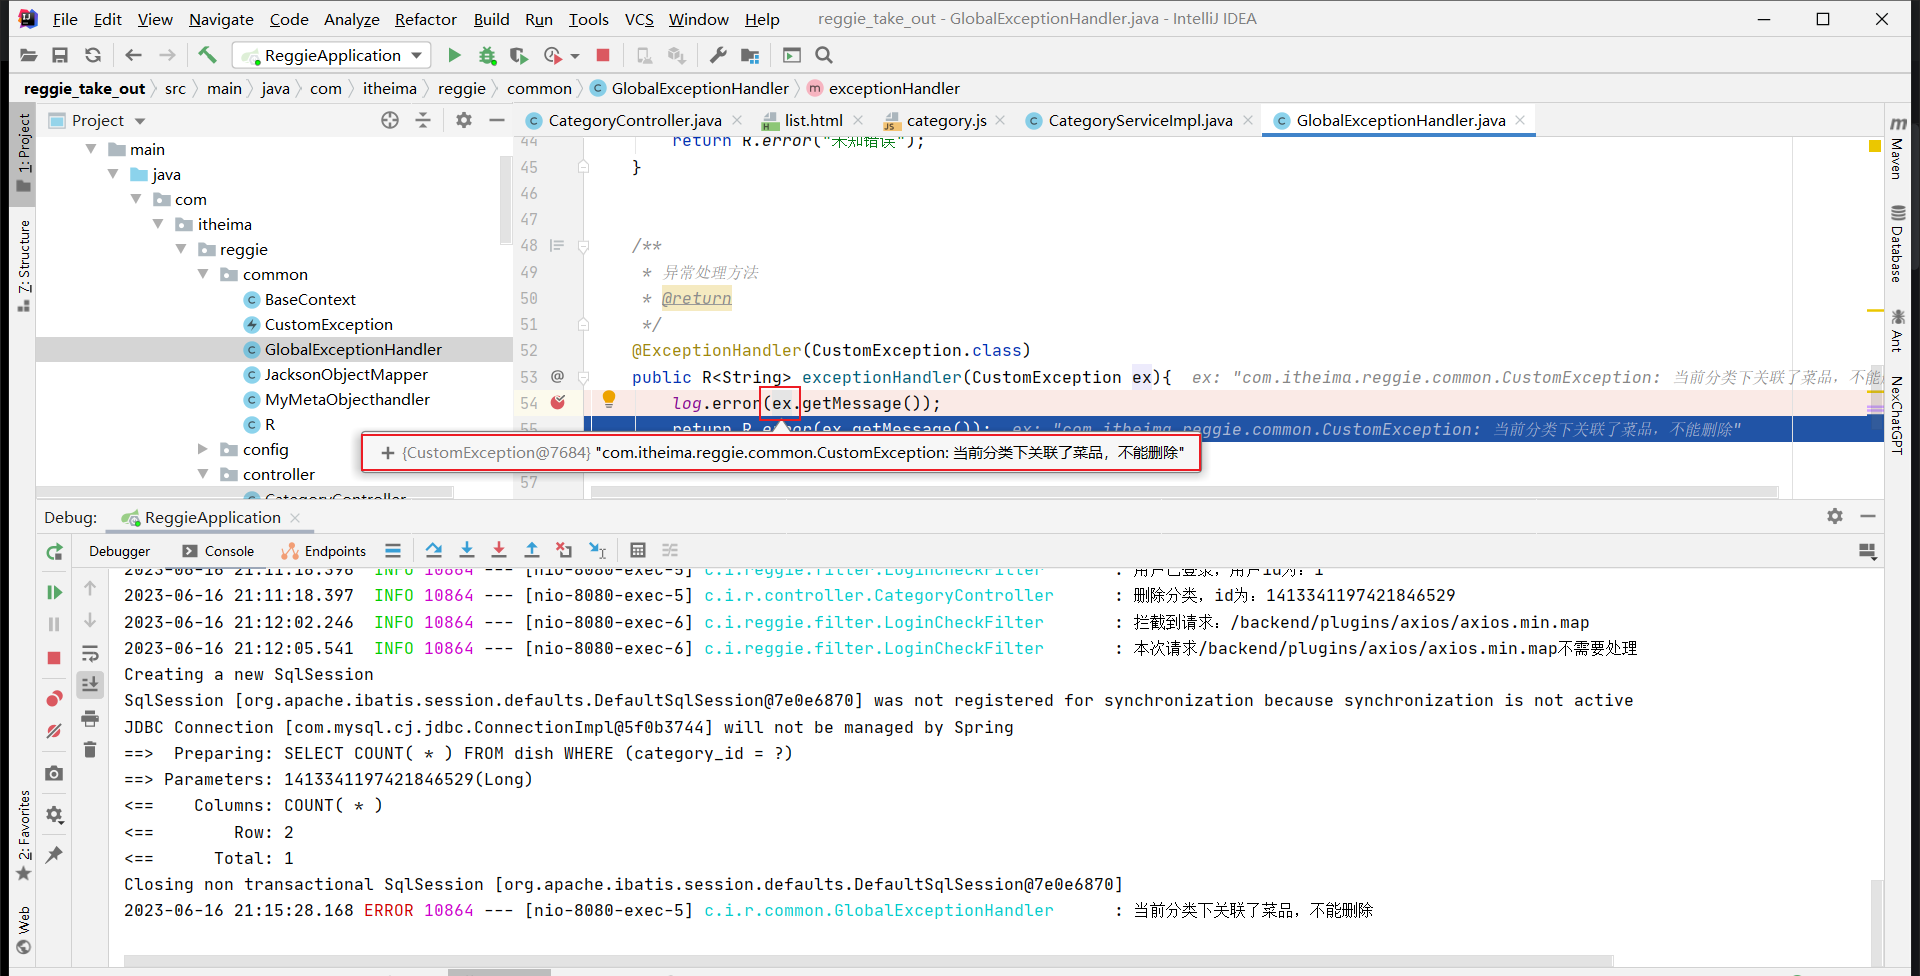 File Edit View Navigate Code Analyze Refactor Build Run Tools VCS Window Help reggie_take_out - GlobalExceptionHandler.java - IntelliJ IDEA
ReggieApplication
reggie_take_out src main java com itheima reggie common GlobalExceptionHandler exceptionHandler
1: Project
Z: Structure
2: Favorites
Web
Project
main
java
com
itheima
reggie
common
BaseContext
CustomException
GlobalExceptionHandler
JacksonObjectMapper
MyMetaObjecthandler
R
config
controller
CategoryController
CategoryController.java list.html category.js CategoryServiceImpl.java GlobalExceptionHandler.java
44 return R.error("未知错误");
45 }
46
47
48 /**
49 * 异常处理方法
50 * @return
51 */
52 @ExceptionHandler(CustomException.class)
53 public R<String> exceptionHandler(CustomException ex){ ex: "com.itheima.reggie.common.CustomException: 当前分类下关联了菜品，不能
54 log.error(ex.getMessage());
55 return R.error(ex.getMessage()); ex: "com.itheima.reggie.common.CustomException: 当前分类下关联了菜品，不能删除"
+ {CustomException@7684} "com.itheima.reggie.common.CustomException: 当前分类下关联了菜品，不能删除"
57
Maven
Database
Ant
NexChatGPT
Debug: ReggieApplication
Debugger Console Endpoints
2023-06-16 21:11:18.396 INFO 10864 --- [nio-8080-exec-5] c.i.reggie.filter.LoginCheckFilter : 用户已登录，用户id为：1
2023-06-16 21:11:18.397 INFO 10864 --- [nio-8080-exec-5] c.i.r.controller.CategoryController : 删除分类，id为：1413341197421846529
2023-06-16 21:12:02.246 INFO 10864 --- [nio-8080-exec-6] c.i.reggie.filter.LoginCheckFilter : 拦截到请求：/backend/plugins/axios/axios.min.map
2023-06-16 21:12:05.541 INFO 10864 --- [nio-8080-exec-6] c.i.reggie.filter.LoginCheckFilter : 本次请求/backend/plugins/axios/axios.min.map不需要处理
Creating a new SqlSession
SqlSession [org.apache.ibatis.session.defaults.DefaultSqlSession@7e0e6870] was not registered for synchronization because synchronization is not active
JDBC Connection [com.mysql.cj.jdbc.ConnectionImpl@5f0b3744] will not be managed by Spring
==> Preparing: SELECT COUNT( * ) FROM dish WHERE (category_id = ?)
==> Parameters: 1413341197421846529(Long)
<== Columns: COUNT( * )
<== Row: 2
<== Total: 1
Closing non transactional SqlSession [org.apache.ibatis.session.defaults.DefaultSqlSession@7e0e6870]
2023-06-16 21:15:28.168 ERROR 10864 --- [nio-8080-exec-5] c.i.r.common.GlobalExceptionHandler : 当前分类下关联了菜品，不能删除